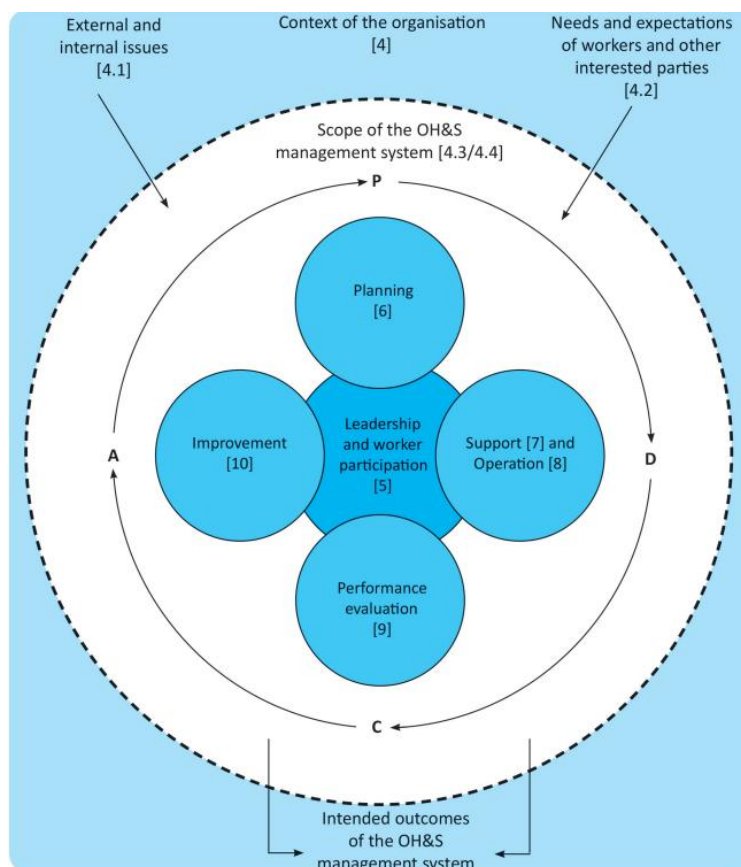 External and
internal issues
[4.1]
Context of the organisation
[4]
Needs and expectations
of workers and other
interested parties
[4.2]
Scope of the OH&S
management system [4.3/4.4]
P
Planning
[6]
Improvement
[10]
Leadership
and worker
participation
[5]
Support [7] and
Operation [8]
A
D
Performance
evaluation
[9]
C
Intended outcomes
of the OH&S
management system